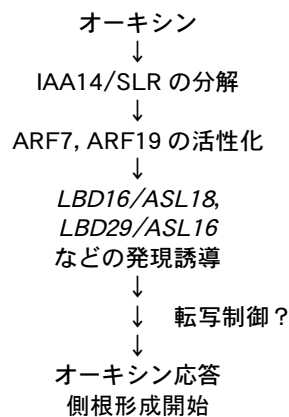 オーキシン
↓
IAA14/SLR の分解
↓
ARF7, ARF19 の活性化
↓
LBD16/ASL18,
LBD29/ASL16
などの発現誘導
↓
↓ 転写制御？
↓
オーキシン応答
側根形成開始